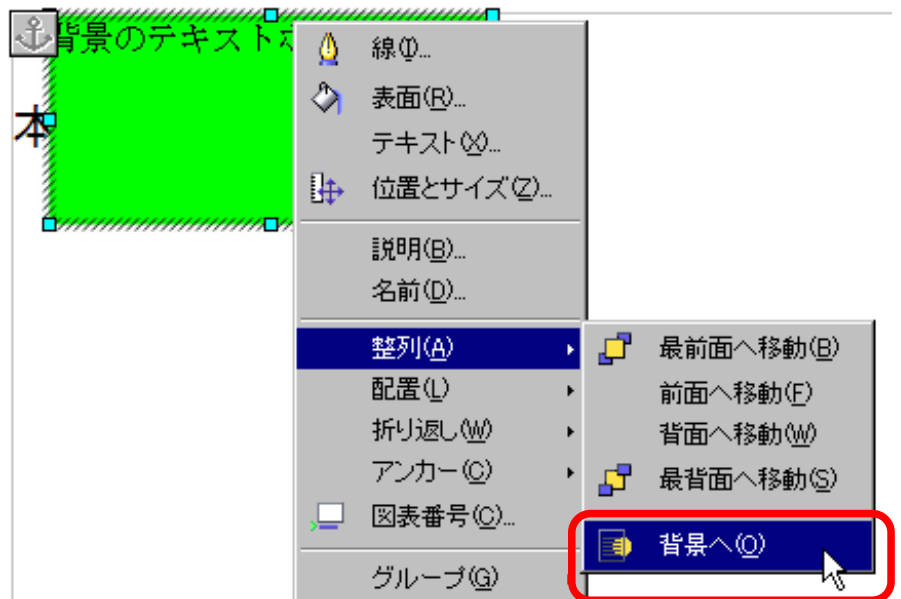 背景のテキストボ
本
線(I)...
表面(R)...
テキスト(X)...
位置とサイズ(Z)...
説明(B)...
名前(D)...
整列(A)
配置(L)
折り返し(W)
アンカー(C)
図表番号(C)...
グループ(G)
最前面へ移動(B)
前面へ移動(F)
背面へ移動(W)
最背面へ移動(S)
背景へ(O)